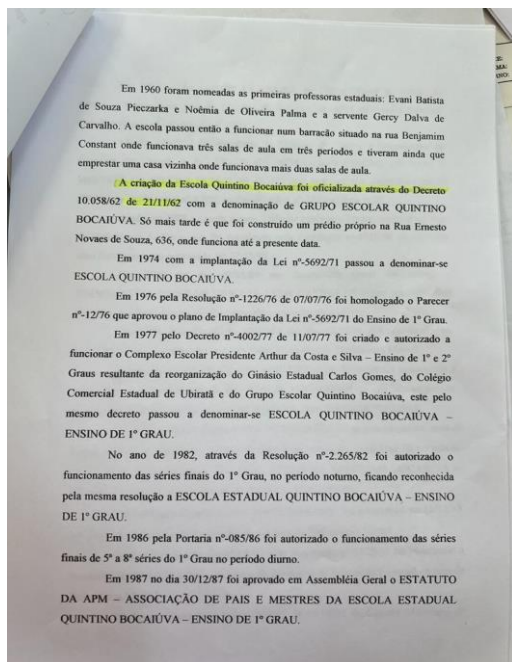 Em 1960 foram nomeadas as primeiras professoras estaduais: Evani Batista
de Souza Pieczarka e Noêmia de Oliveira Palma e a servente Gercy Dalva de
Carvalho. A escola passou então a funcionar num barracão situado na rua Benjamim
Constant onde funcionava três salas de aula em três períodos e tiveram ainda que
emprestar uma casa vizinha onde funcionava mais duas salas de aula.
A criação da Escola Quintino Bocaiúva foi oficializada através do Decreto
10.058/62 de 21/11/62 com a denominação de GRUPO ESCOLAR QUINTINO
BOCAIÚVA. Só mais tarde é que foi construído um prédio próprio na Rua Ernesto
Novaes de Souza, 636, onde funciona até a presente data.
Em 1974 com a implantação da Lei nº-5692/71 passou a denominar-se
ESCOLA QUINTINO BOCAIÚVA.
Em 1976 pela Resolução nº-1226/76 de 07/07/76 foi homologado o Parecer
nº-12/76 que aprovou o plano de Implantação da Lei nº-5692/71 do Ensino de 1º Grau.
Em 1977 pelo Decreto nº-4002/77 de 11/07/77 foi criado e autorizado a
funcionar o Complexo Escolar Presidente Arthur da Costa e Silva – Ensino de 1º e 2º
Graus resultante da reorganização do Ginásio Estadual Carlos Gomes, do Colégio
Comercial Estadual de Ubiratã e do Grupo Escolar Quintino Bocaiúva, este pelo
mesmo decreto passou a denominar-se ESCOLA QUINTINO BOCAIÚVA –
ENSINO DE 1º GRAU.
No ano de 1982, através da Resolução nº-2.265/82 foi autorizado o
funcionamento das séries finais do 1º Grau, no período noturno, ficando reconhecida
pela mesma resolução a ESCOLA ESTADUAL QUINTINO BOCAIÚVA – ENSINO
DE 1º GRAU.
Em 1986 pela Portaria nº-085/86 foi autorizado o funcionamento das séries
finais de 5ª a 8ª séries do 1º Grau no período diurno.
Em 1987 no dia 30/12/87 foi aprovado em Assembléia Geral o ESTATUTO
DA APM – ASSOCIAÇÃO DE PAIS E MESTRES DA ESCOLA ESTADUAL
QUINTINO BOCAIÚVA – ENSINO DE 1º GRAU.